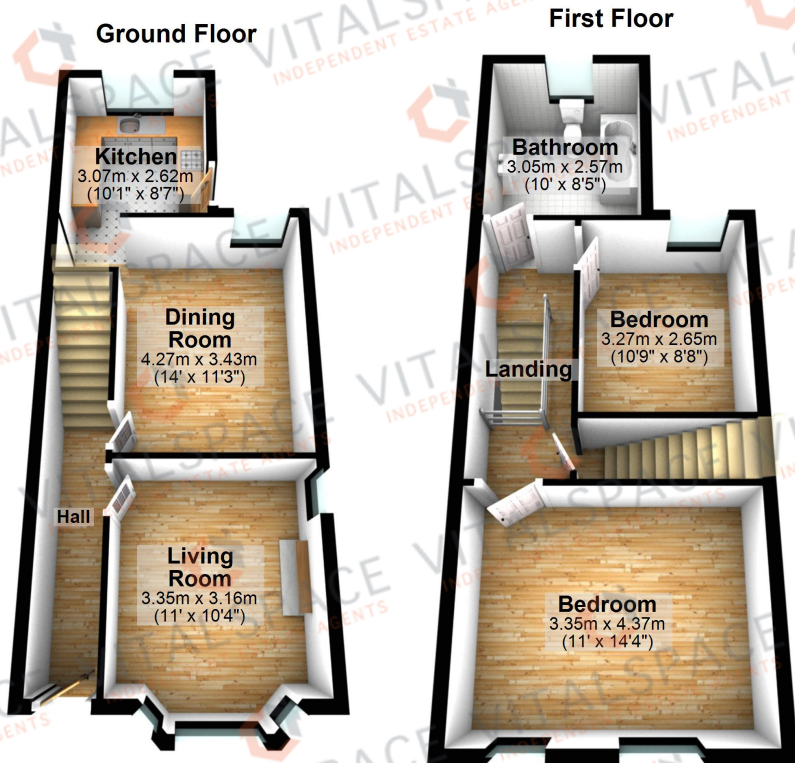 Ground Floor
Kitchen
3.07m x 2.62m
(10'1" x 8'7")
Dining
Room
4.27m x 3.43m
(14' x 11'3")
Hall
Living
Room
3.35m x 3.16m
(11' x 10'4")
First Floor
Bathroom
3.05m x 2.57m
(10' x 8'5")
Bedroom
3.27m x 2.65m
(10'9" x 8'8")
Landing
Bedroom
3.35m x 4.37m
(11' x 14'4")
VITALSPACE
INDEPENDENT ESTATE AGENTS